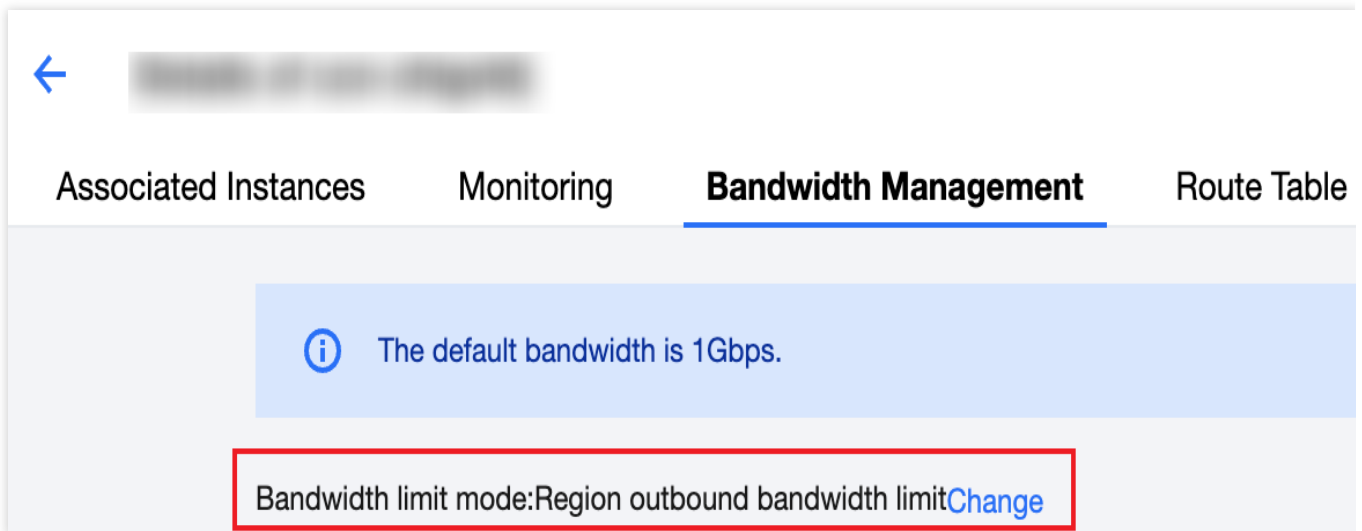 Associated Instances Monitoring Bandwidth Management Route Table
The default bandwidth is 1Gbps.
Bandwidth limit mode:Region outbound bandwidth limitChange